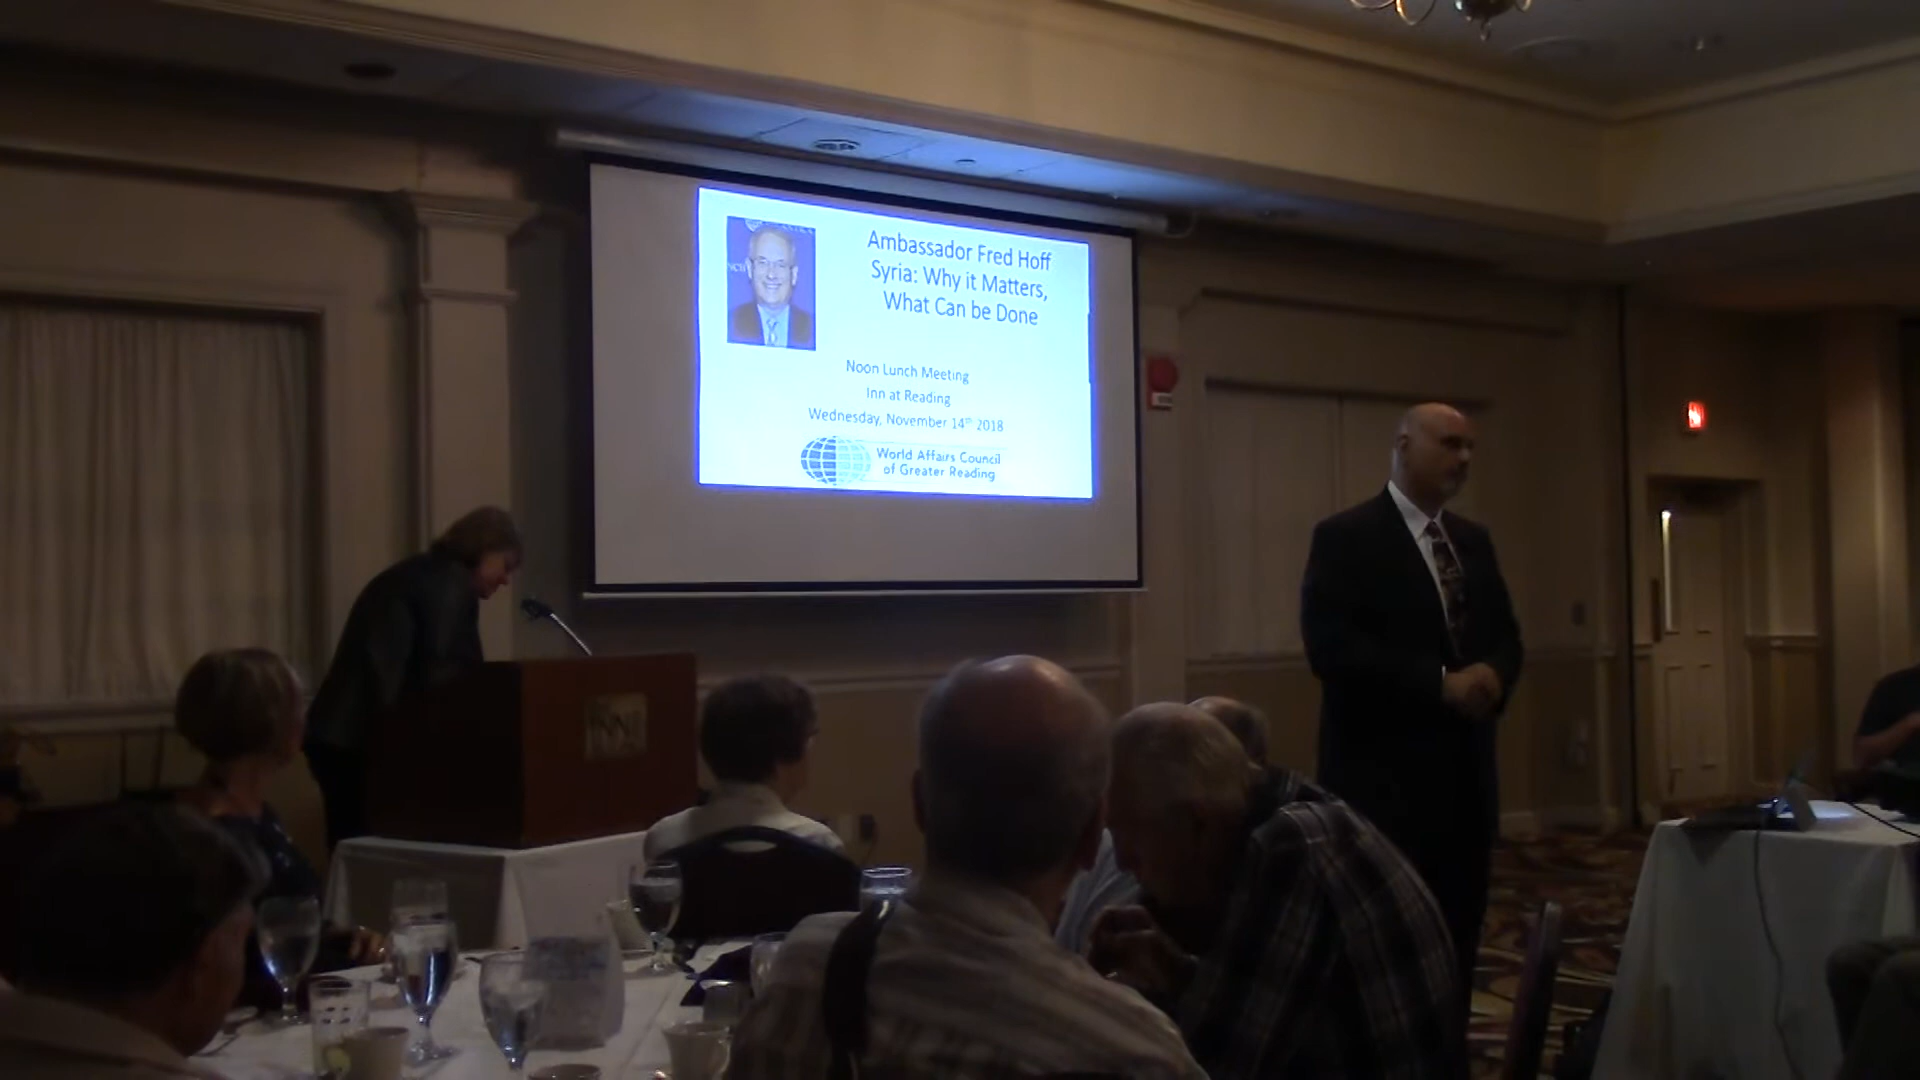 Ambassador Fred Hoff
Syria: Why it Matters,
What Can be Done
Noon Lunch Meeting
Inn at Reading
Wednesday, November 14th 2018
World Affairs Council
of Greater Reading